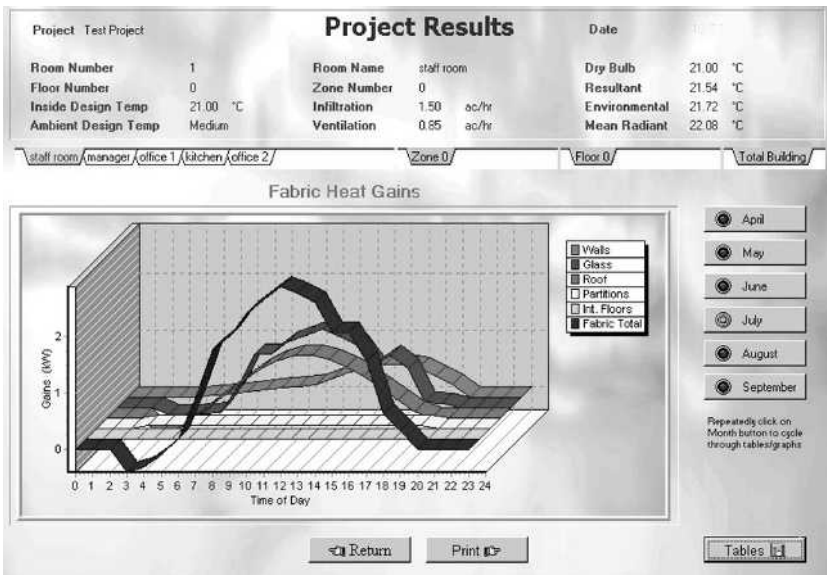 Project Test Project
Project Results
Date
Room Number 1
Room Name staff room
Dry Bulb 21.00 °C
Floor Number 0
Zone Number 0
Resultant 21.54 °C
Inside Design Temp 21.00 °C
Infiltration 1.50 ac/hr
Environmental 21.72 °C
Ambient Design Temp Medium
Ventilation 0.85 ac/hr
Mean Radiant 22.08 °C
staff room manager office 1 kitchen office 2
Zone 0
Floor 0
Total Building
Fabric Heat Gains
Walls
Glass
Roof
Partitions
Int. Floors
Fabric Total
Gains (kW)
2
1
0
0 1 2 3 4 5 6 7 8 9 10 11 12 13 14 15 16 17 18 19 20 21 22 23 24
Time of Day
April
May
June
July
August
September
Repeatedly click on
Month button to cycle
through tables/graphs
Return
Print
Tables